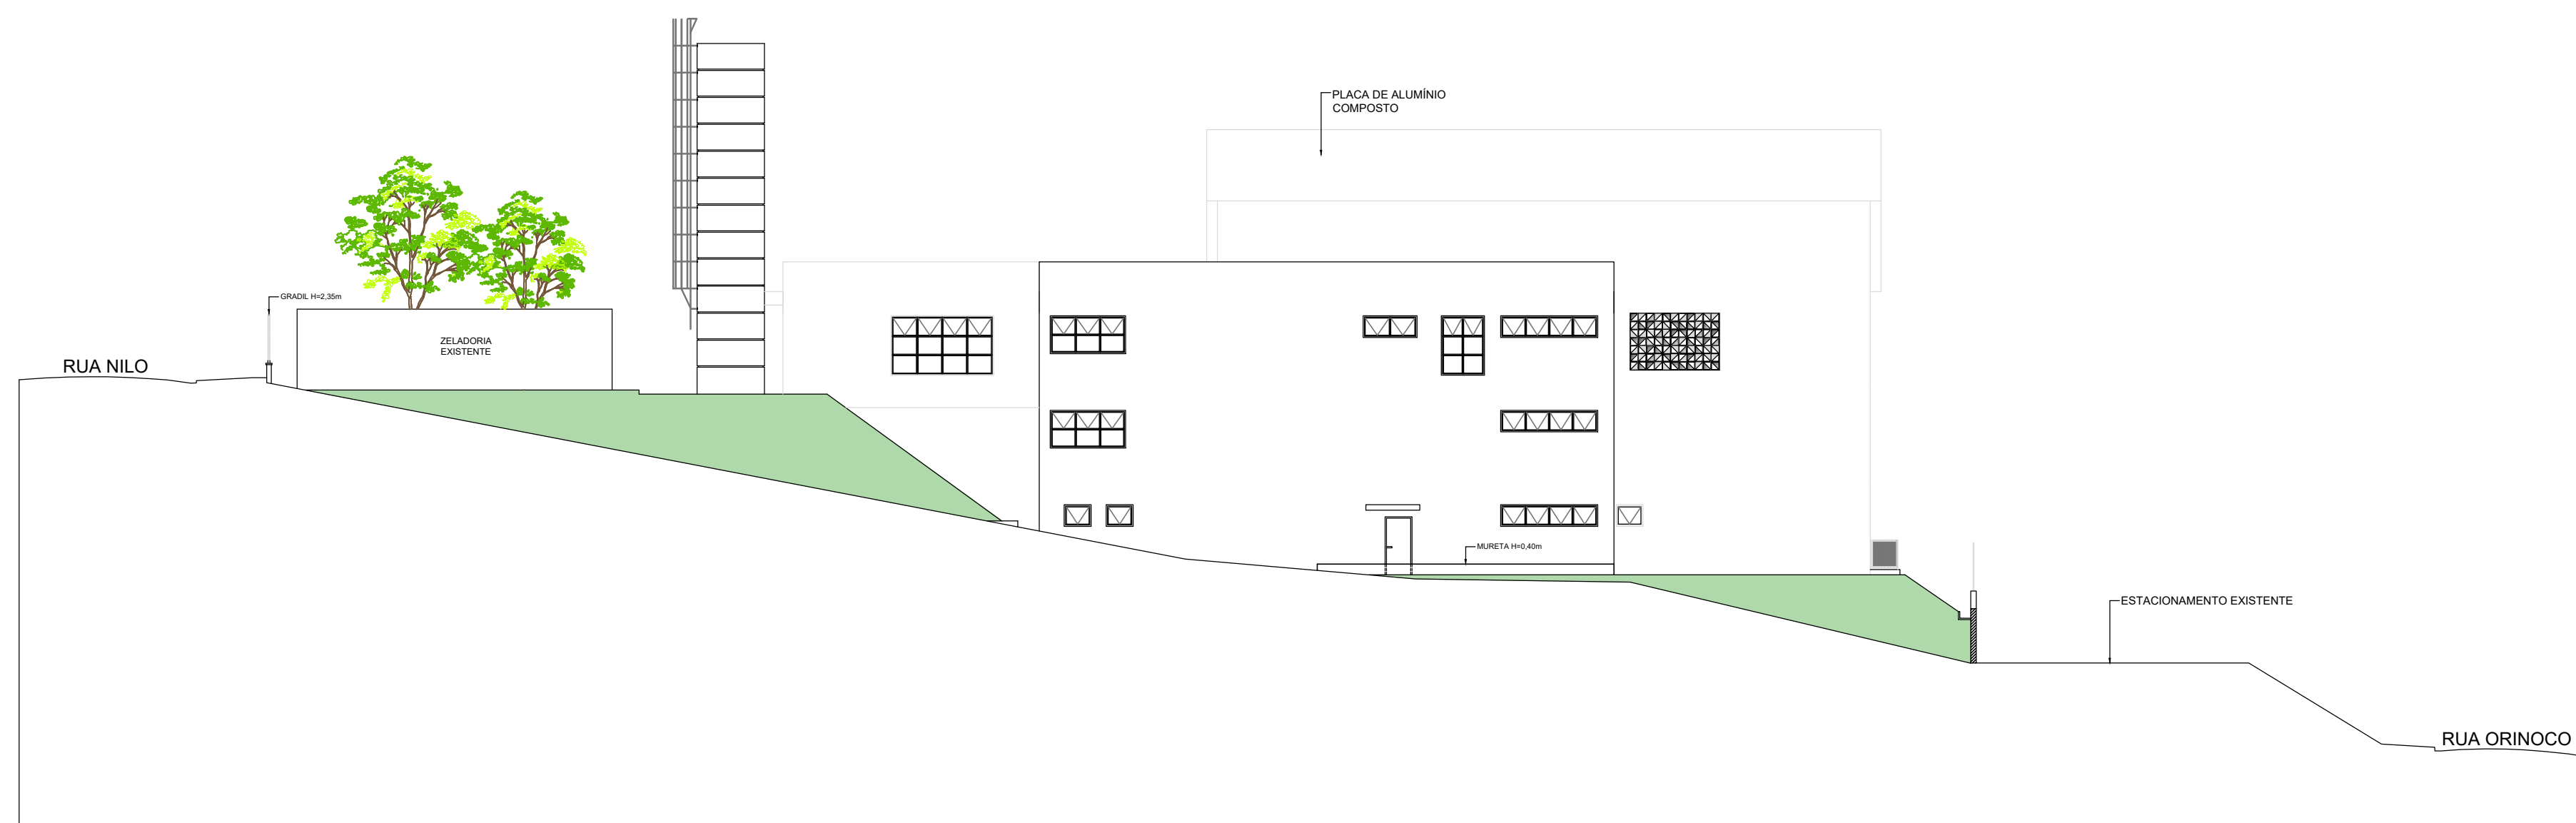 PLACA DE ALUMÍNIO
COMPOSTO
GRADIL H=2,35m
ZELADORIA
EXISTENTE
RUA NILO
MURETA H=0,40m
ESTACIONAMENTO EXISTENTE
RUA ORINOCO